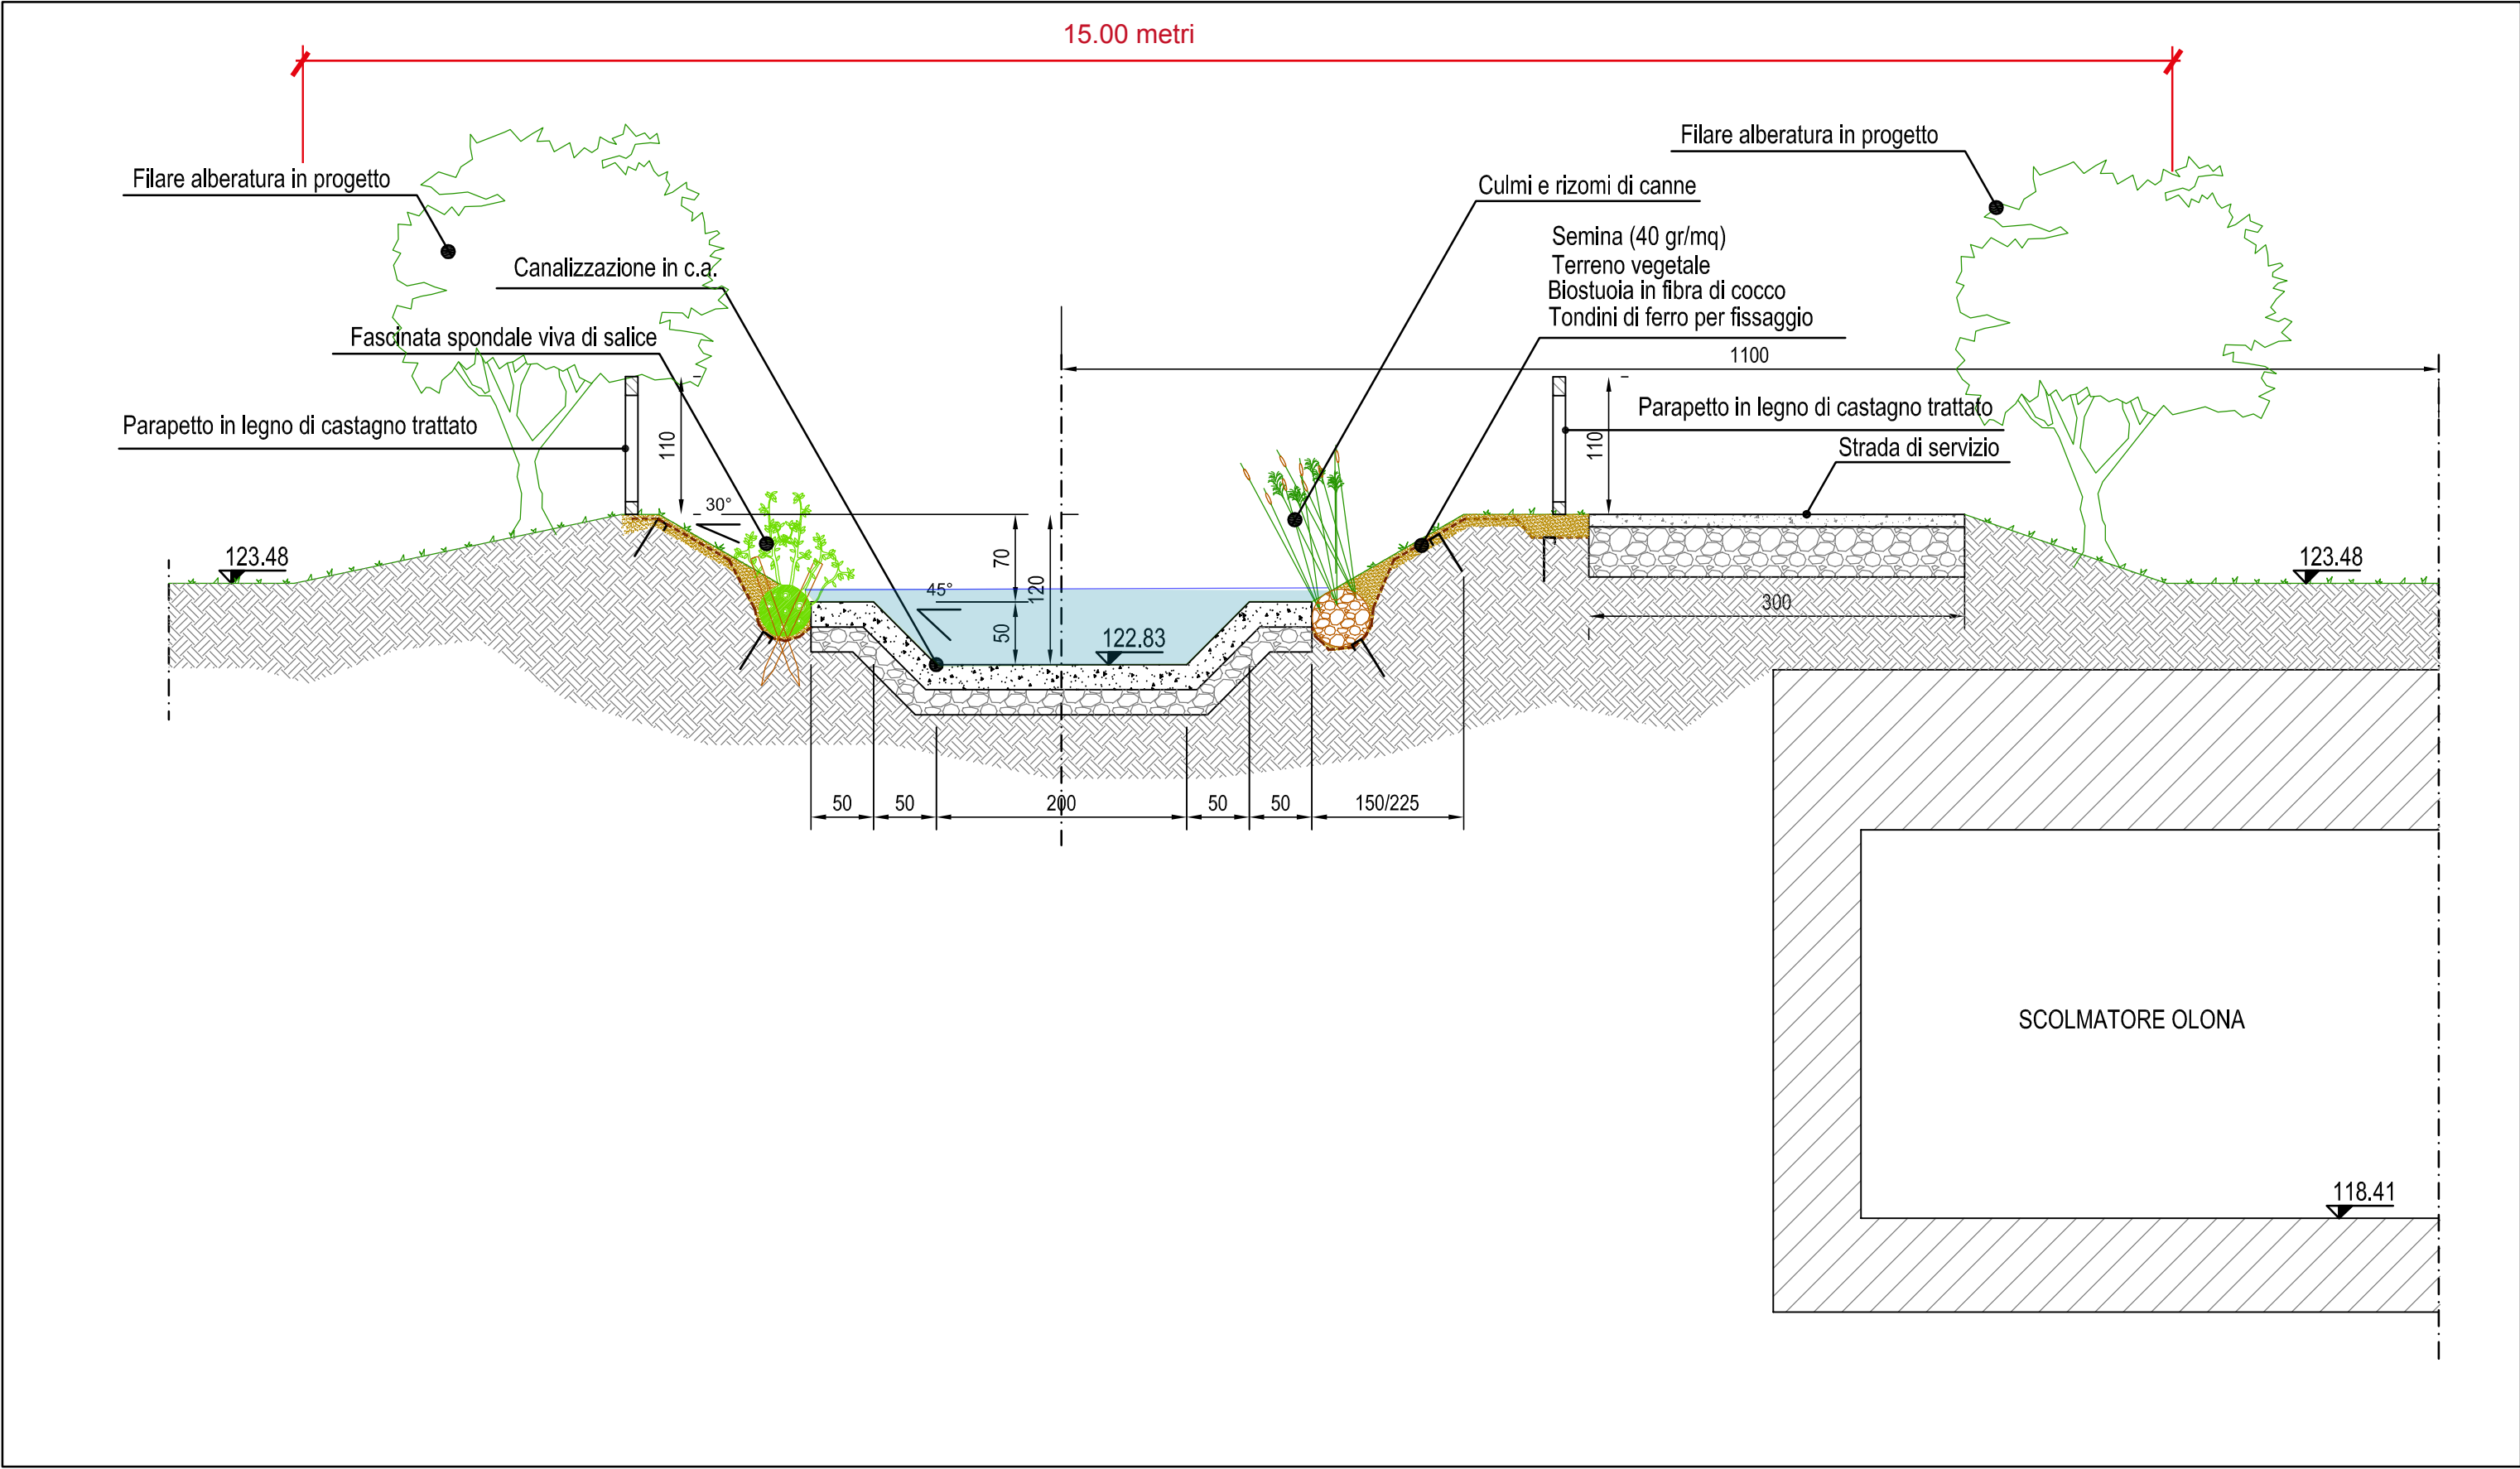 15.00 metri
Filare alberatura in progetto
Filare alberatura in progetto
Culmi e rizomi di canne
Semina (40 gr/mq)
Terreno vegetale
Biostuoia in fibra di cocco
Tondini di ferro per fissaggio
Canalizzazione in c.a.
Fascinata spondale viva di salice
1100
Parapetto in legno di castagno trattato
110
Parapetto in legno di castagno trattato
110
Strada di servizio
30°
123.48
70
120
123.48
45°
50
122.83
300
50
50
200
50
50
150/225
SCOLMATORE OLONA
118.41